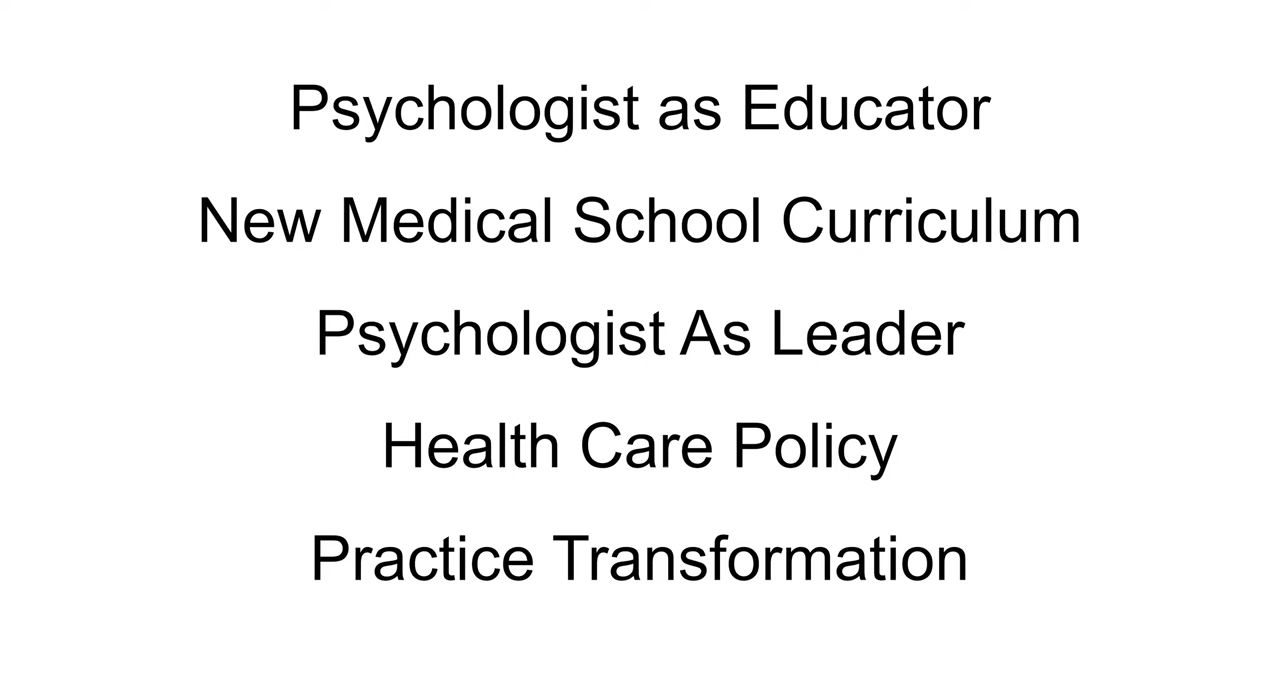 Psychologist as Educator
New Medical School Curriculum
Psychologist As Leader
Health Care Policy
Practice Transformation